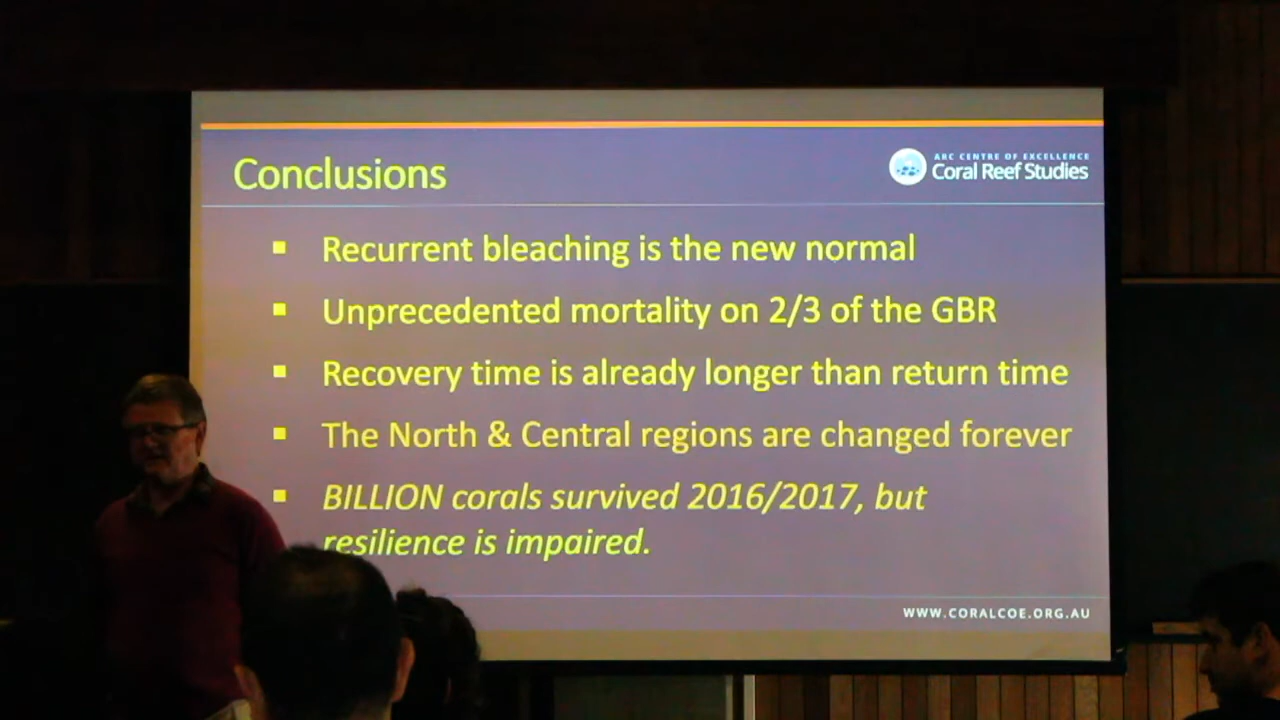 Conclusions
ARC CENTRE OF EXCELLENCE
Coral Reef Studies
▪ Recurrent bleaching is the new normal
▪ Unprecedented mortality on 2/3 of the GBR
▪ Recovery time is already longer than return time
▪ The North & Central regions are changed forever
▪ BILLION corals survived 2016/2017, but
resilience is impaired.
WWW.CORALCOE.ORG.AU